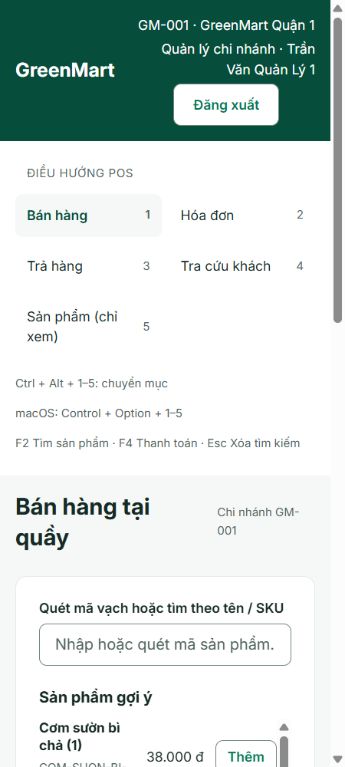 GM-001 · GreenMart Quận 1
Quản lý chi nhánh · Trần
Văn Quản Lý 1
GreenMart
Đăng xuất
ĐIỀU HƯỚNG POS
Bán hàng 1
Hóa đơn 2
Trả hàng 3
Tra cứu khách 4
Sản phẩm (chỉ
xem) 5
Ctrl + Alt + 1–5: chuyển mục
macOS: Control + Option + 1–5
F2 Tìm sản phẩm · F4 Thanh toán · Esc Xóa tìm kiếm
Bán hàng tại
quầy
Chi nhánh GM-
001
Quét mã vạch hoặc tìm theo tên / SKU
Nhập hoặc quét mã sản phẩm.
Sản phẩm gợi ý
Cơm sườn bì
chả (1)
38.000 đ
Thêm
COM-SUON-BI-